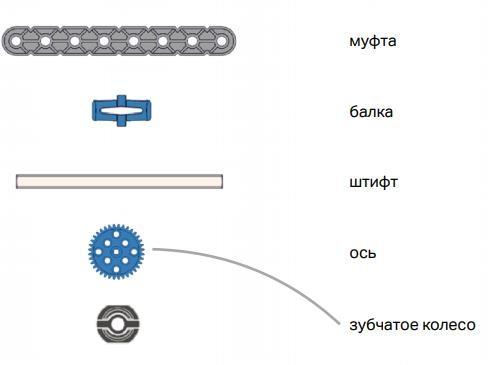 муфта
балка
штифт
ось
зубчатое колесо